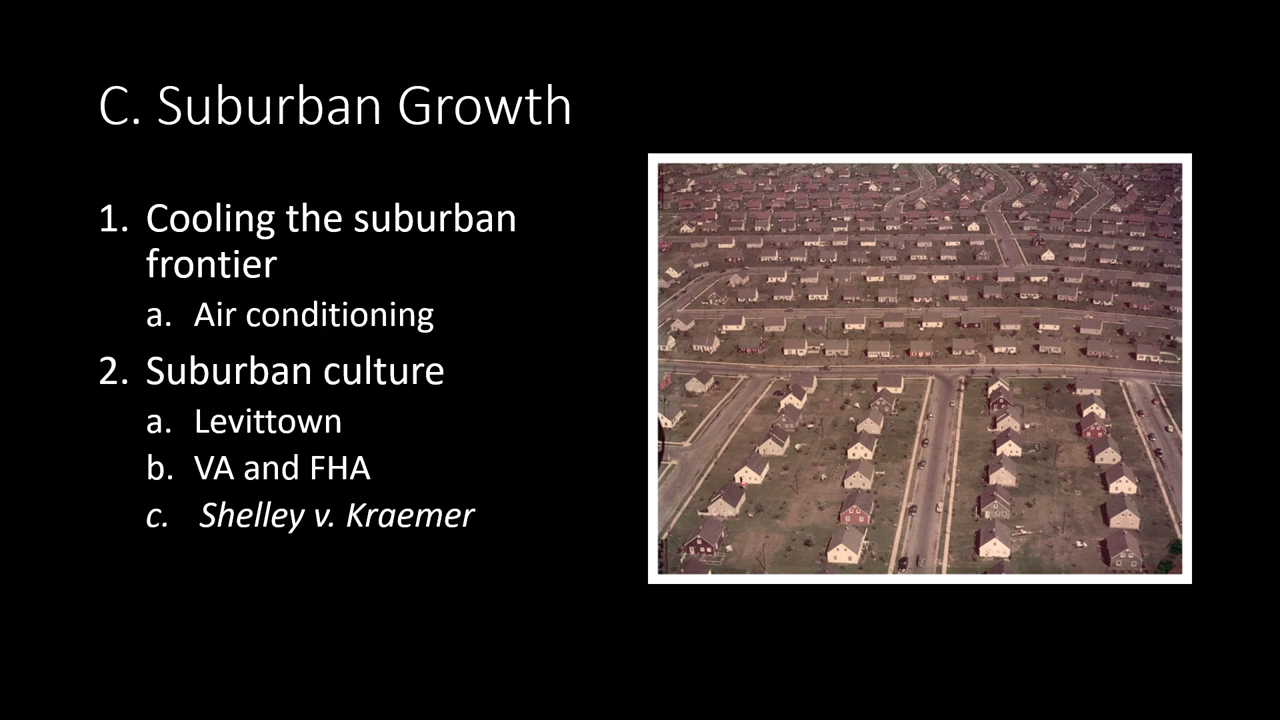 C. Suburban Growth
1. Cooling the suburban
frontier
a. Air conditioning
2. Suburban culture
a. Levittown
b. VA and FHA
c. Shelley v. Kraemer